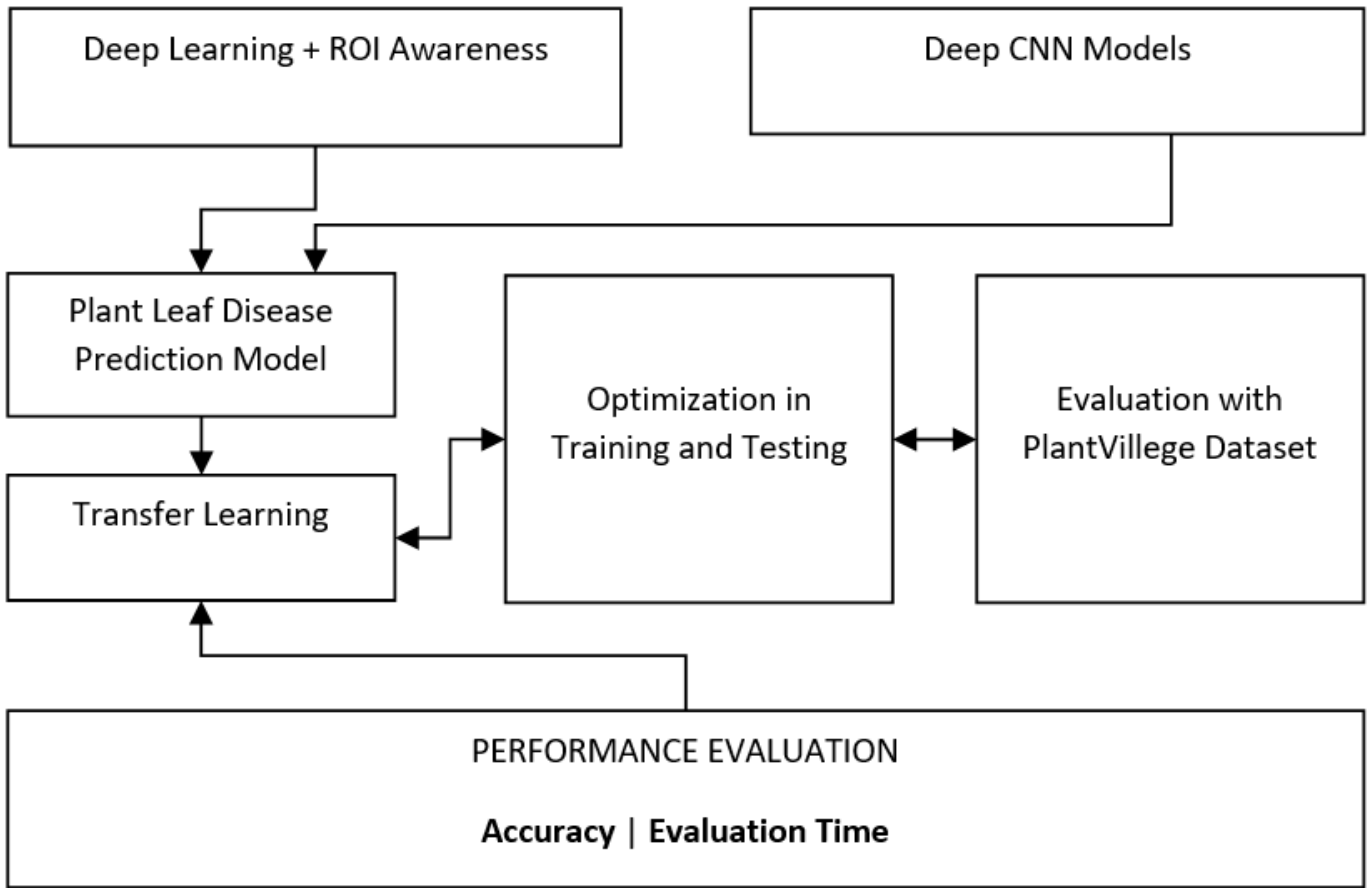 Deep Learning + ROI Awareness
Deep CNN Models
Plant Leaf Disease
Prediction Model
Optimization in
Training and Testing
Evaluation with
PlantVillege Dataset
Transfer Learning
PERFORMANCE EVALUATION
Accuracy | Evaluation Time